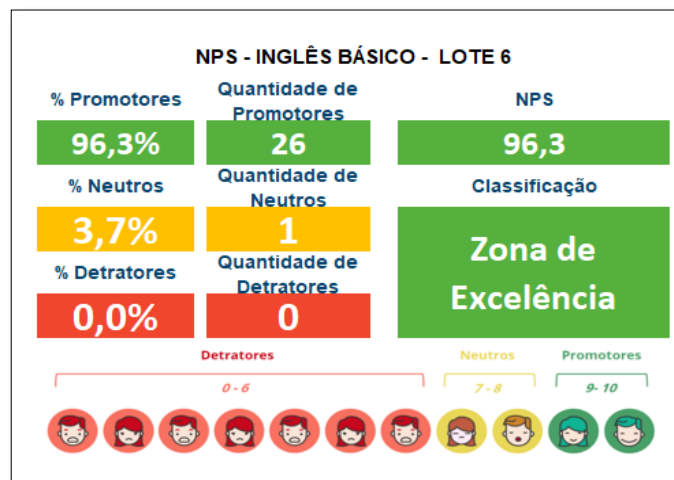 NPS - INGLÊS BÁSICO - LOTE 6
% Promotores
Quantidade de
Promotores
NPS
96,3%
26
96,3
% Neutros
Quantidade de
Neutros
Classificação
3,7%
1
Zona de
Excelência
% Detratores
Quantidade de
Detratores
0,0%
0
Detratores
Neutros
Promotores
0 - 6
7 - 8
9- 10